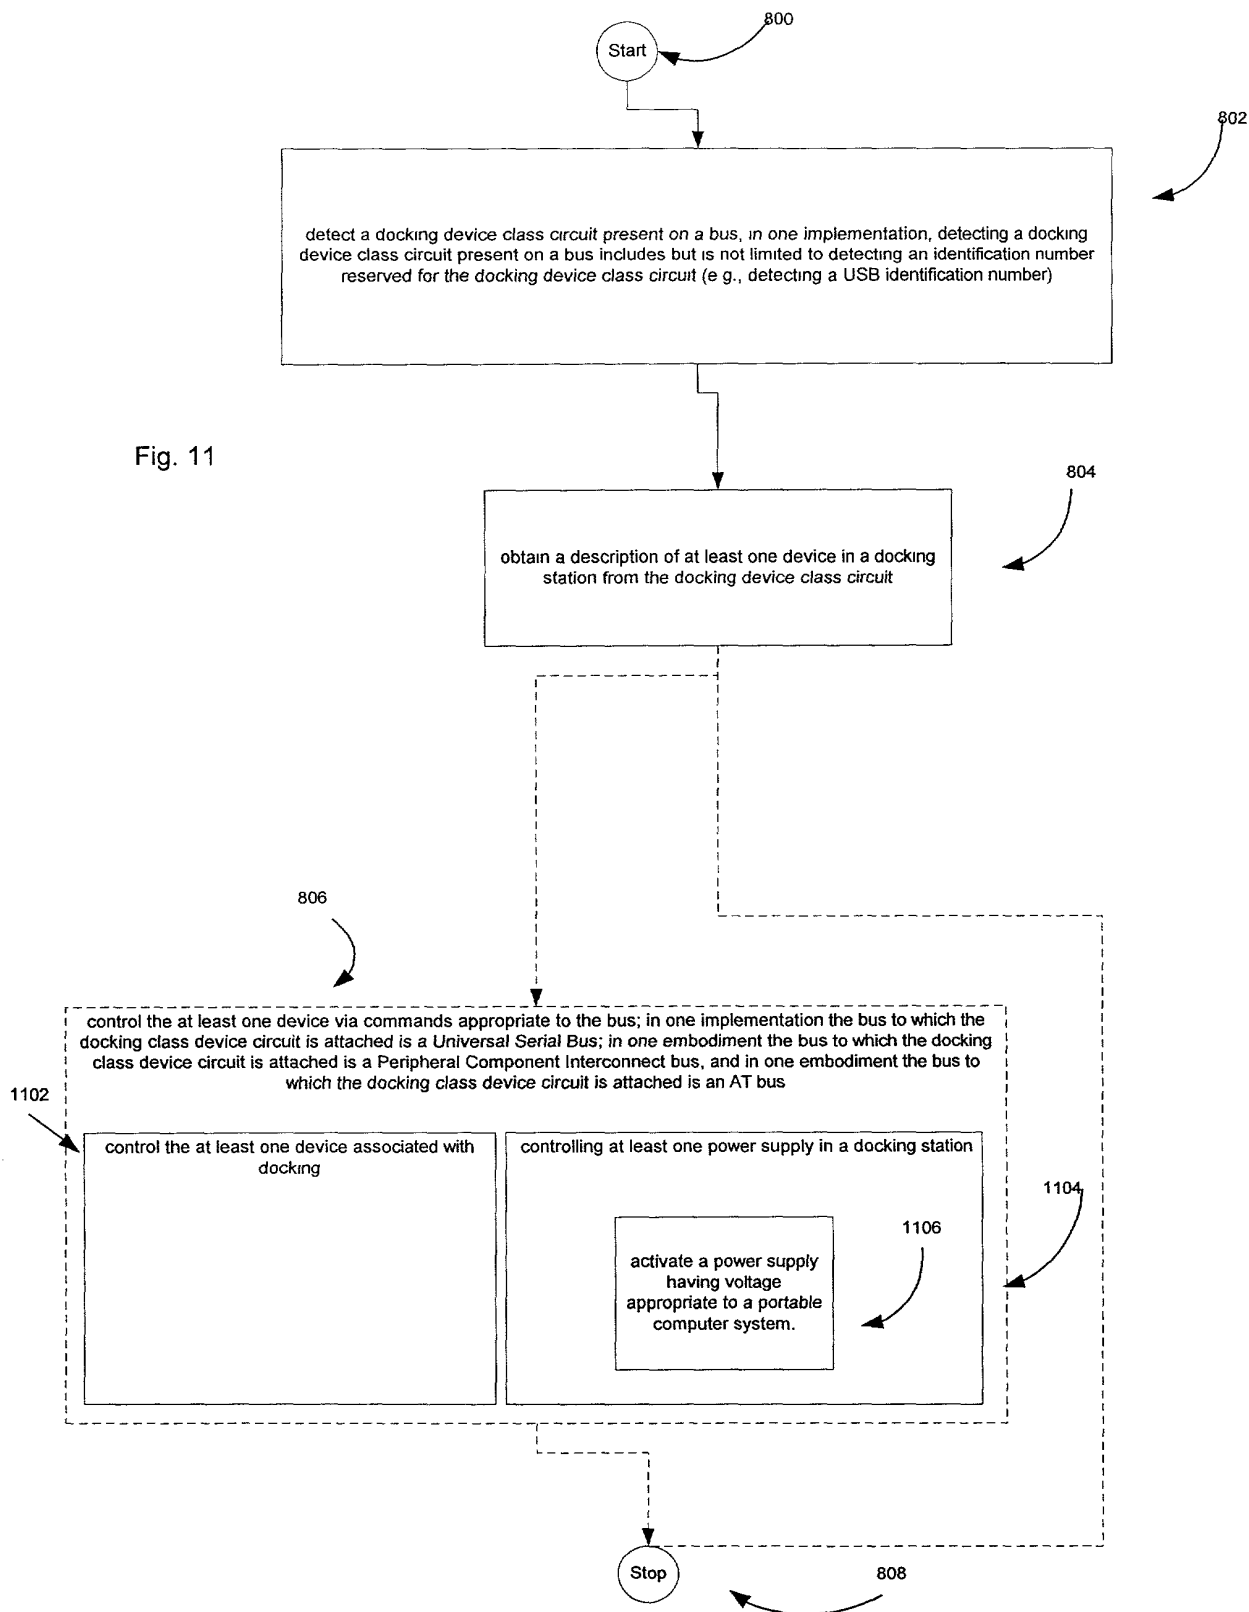 800
Start
802
detect a docking device class circuit present on a bus, in one implementation, detecting a docking
device class circuit present on a bus includes but is not limited to detecting an identification number
reserved for the docking device class circuit (e g., detecting a USB identification number)
Fig. 11
804
obtain a description of at least one device in a docking
station from the docking device class circuit
806
control the at least one device via commands appropriate to the bus; in one implementation the bus to which the
docking class device circuit is attached is a Universal Serial Bus; in one embodiment the bus to which the docking
class device circuit is attached is a Peripheral Component Interconnect bus, and in one embodiment the bus to
which the docking class device circuit is attached is an AT bus
1102
control the at least one device associated with
docking
controlling at least one power supply in a docking station
1104
1106
activate a power supply
having voltage
appropriate to a portable
computer system.
Stop
808